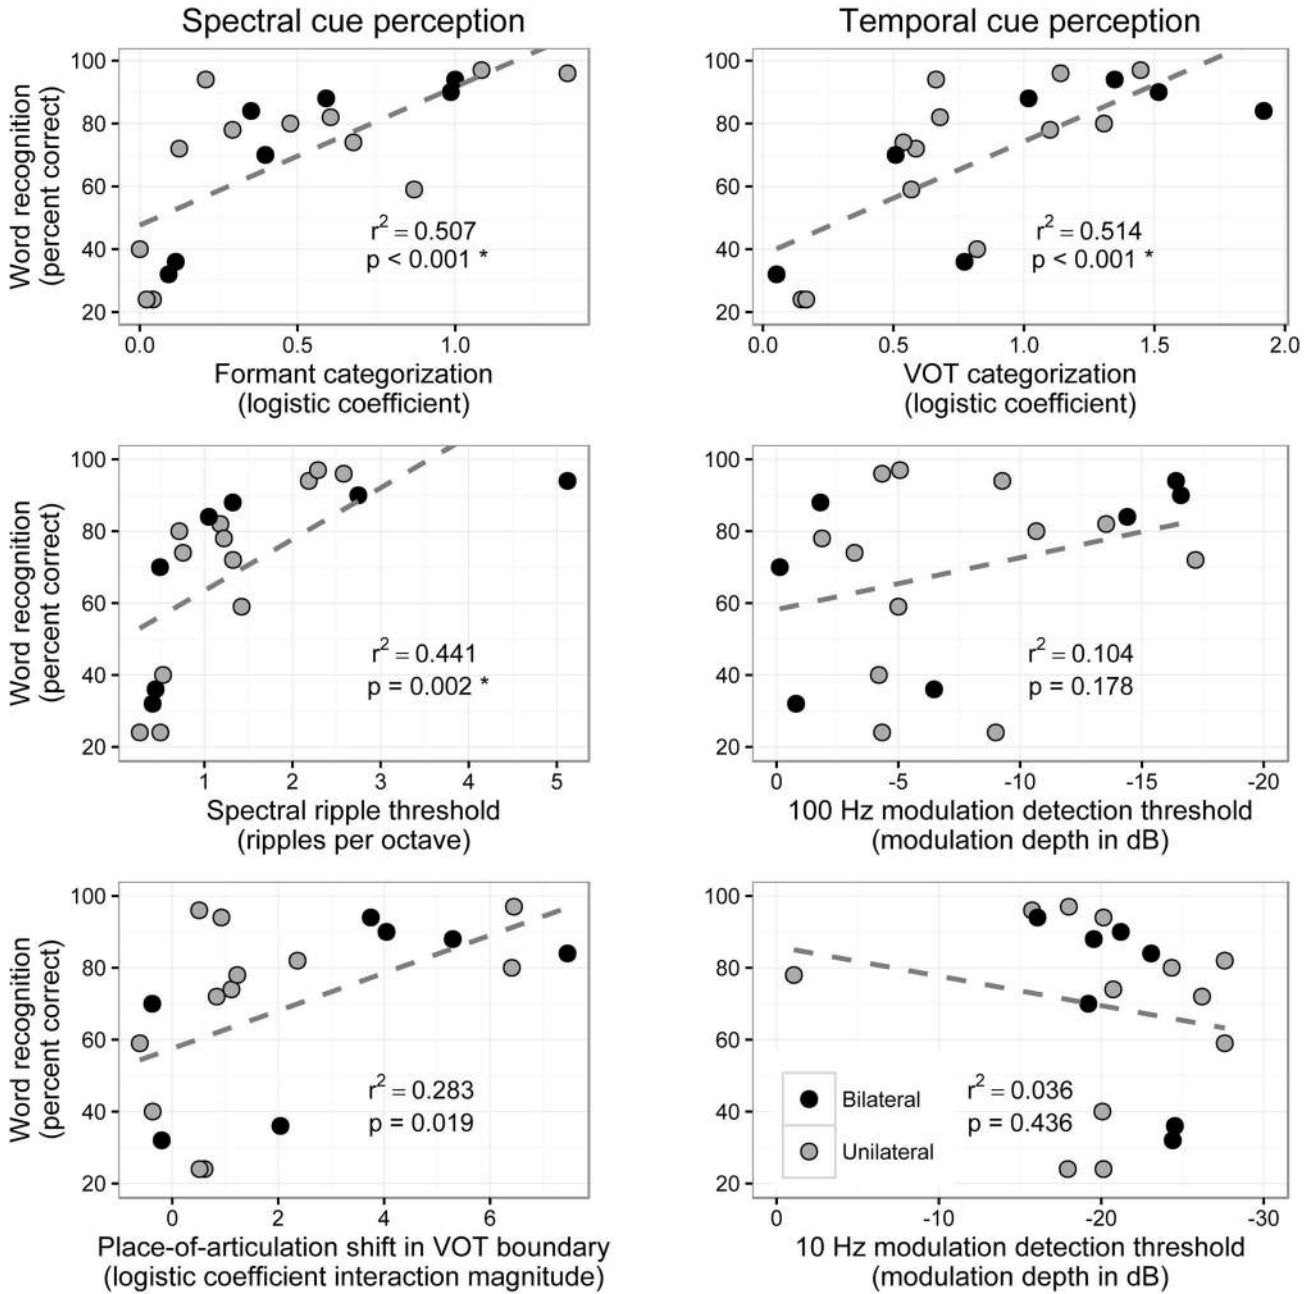 Spectral cue perception
Temporal cue perception
Word recognition
(percent correct)
100
80
60
40
20
r² = 0.507
p < 0.001 *
0.0 0.5 1.0
Formant categorization
(logistic coefficient)
100
80
60
40
20
r² = 0.514
p < 0.001 *
0.0 0.5 1.0 1.5 2.0
VOT categorization
(logistic coefficient)
Word recognition
(percent correct)
100
80
60
40
20
r² = 0.441
p = 0.002 *
1 2 3 4 5
Spectral ripple threshold
(ripples per octave)
100
80
60
40
20
r² = 0.104
p = 0.178
0 -5 -10 -15 -20
100 Hz modulation detection threshold
(modulation depth in dB)
Word recognition
(percent correct)
100
80
60
40
20
r² = 0.283
p = 0.019
0 2 4 6
Place-of-articulation shift in VOT boundary
(logistic coefficient interaction magnitude)
100
80
60
40
20
Bilateral
Unilateral
r² = 0.036
p = 0.436
0 -10 -20 -30
10 Hz modulation detection threshold
(modulation depth in dB)